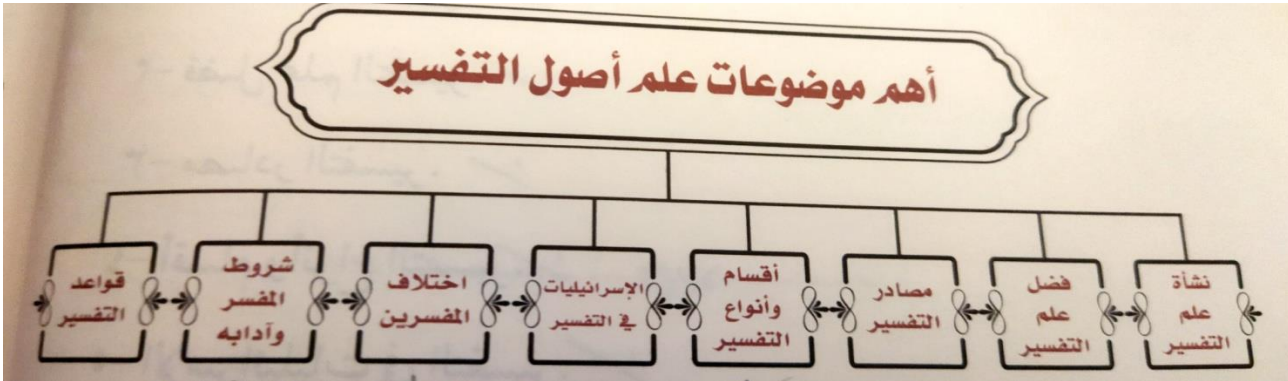 أهم موضوعات علم أصول التفسير
نشأة
علم
التفسير
فضل
علم
التفسير
مصادر
التفسير
أقسام
وأنواع
التفسير
الإسرائيليات
في التفسير
اختلاف
المفسرين
شروط
المفسر
وآدابه
قواعد
التفسير